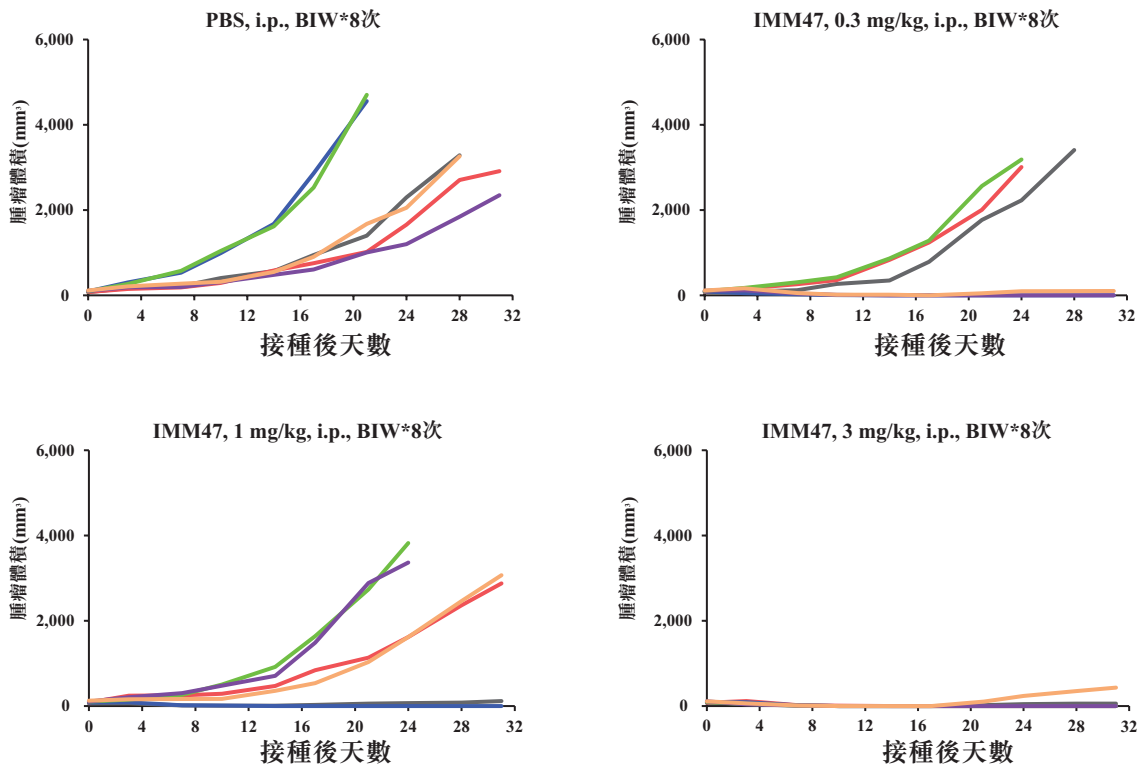 PBS, i.p., BIW*8次
6,000
4,000
2,000
0
腫瘤體積(mm³)
0 4 8 12 16 20 24 28 32
接種後天數
IMM47, 0.3 mg/kg, i.p., BIW*8次
6,000
4,000
2,000
0
腫瘤體積(mm³)
0 4 8 12 16 20 24 28 32
接種後天數
IMM47, 1 mg/kg, i.p., BIW*8次
6,000
4,000
2,000
0
腫瘤體積(mm³)
0 4 8 12 16 20 24 28 32
接種後天數
IMM47, 3 mg/kg, i.p., BIW*8次
6,000
4,000
2,000
0
腫瘤體積(mm³)
0 4 8 12 16 20 24 28 32
接種後天數